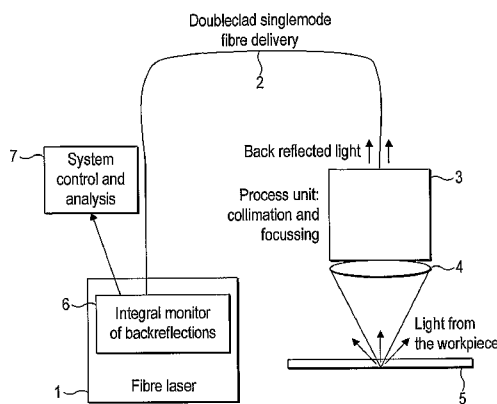 Doubleclad singlemode
fibre delivery
2
7
System
control and
analysis
Back reflected light
3
Process unit:
collimation and
focussing
4
6
Integral monitor
of backreflections
Light from
the workpiece
1
Fibre laser
5